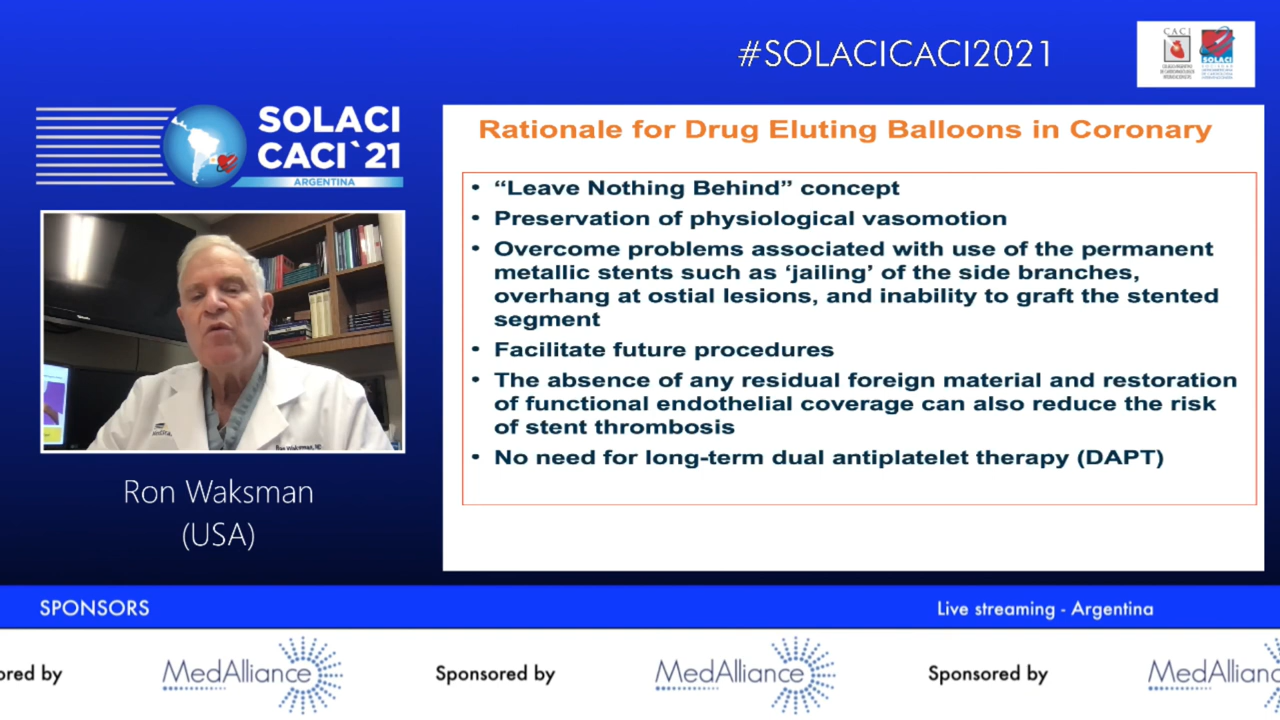 #SOLACICACI2021
CACI
SOLACI
SOLACI
CACI`21
ARGENTINA
Rationale for Drug Eluting Balloons in Coronary
• “Leave Nothing Behind” concept
• Preservation of physiological vasomotion
• Overcome problems associated with use of the permanent
metallic stents such as ‘jailing’ of the side branches,
overhang at ostial lesions, and inability to graft the stented
segment
• Facilitate future procedures
• The absence of any residual foreign material and restoration
of functional endothelial coverage can also reduce the risk
of stent thrombosis
• No need for long-term dual antiplatelet therapy (DAPT)
Ron Waksman
(USA)
SPONSORS
Live streaming - Argentina
ored by
MedAlliance
Sponsored by
MedAlliance
Sponsored by
MedAllianc